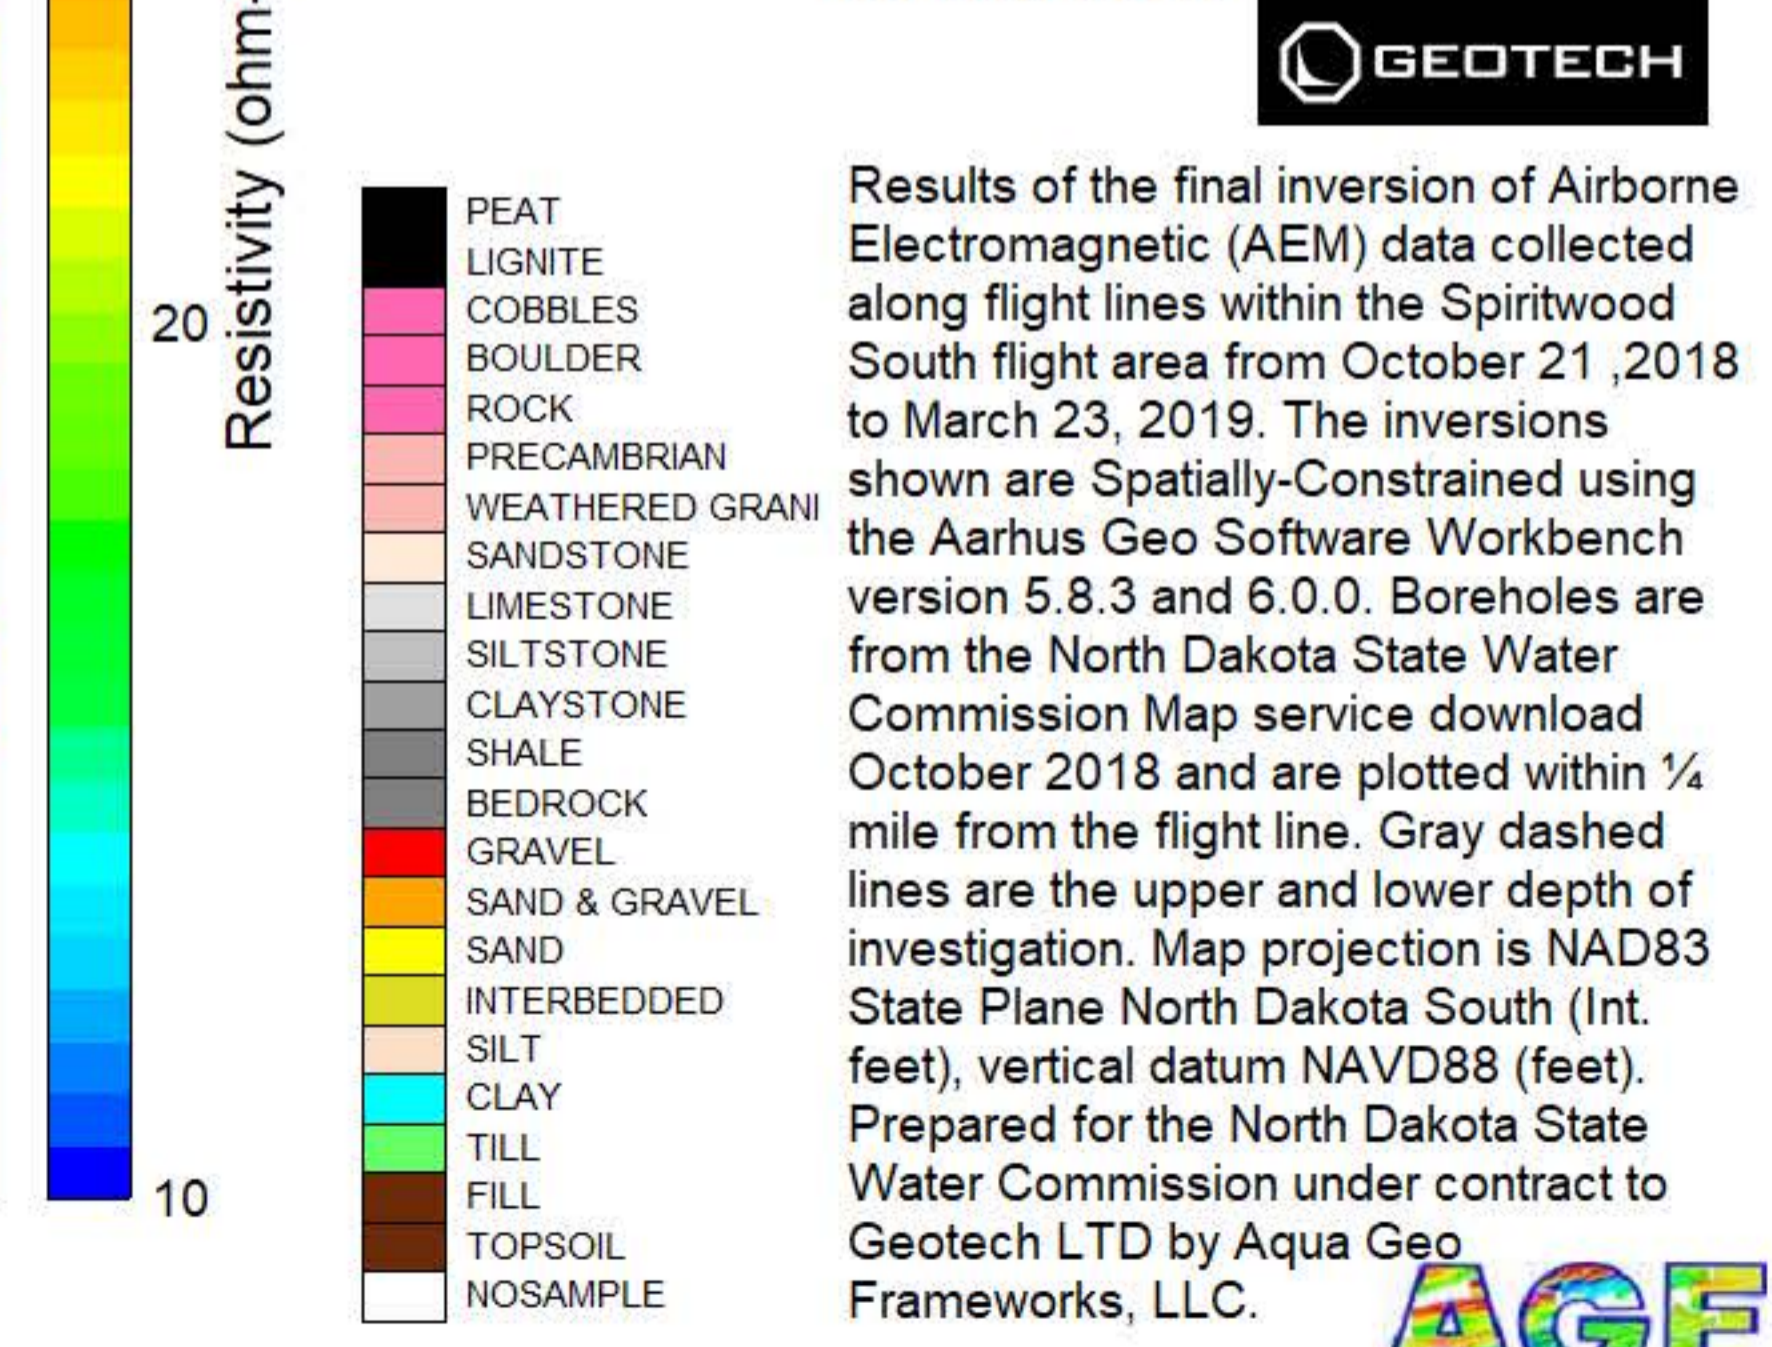 GEOTECH
Resistivity (ohm-
20
10
PEAT
LIGNITE
COBBLES
BOULDER
ROCK
PRECAMBRIAN
WEATHERED GRANI
SANDSTONE
LIMESTONE
SILTSTONE
CLAYSTONE
SHALE
BEDROCK
GRAVEL
SAND & GRAVEL
SAND
INTERBEDDED
SILT
CLAY
TILL
FILL
TOPSOIL
NOSAMPLE
Results of the final inversion of Airborne
Electromagnetic (AEM) data collected
along flight lines within the Spiritwood
South flight area from October 21 ,2018
to March 23, 2019. The inversions
shown are Spatially-Constrained using
the Aarhus Geo Software Workbench
version 5.8.3 and 6.0.0. Boreholes are
from the North Dakota State Water
Commission Map service download
October 2018 and are plotted within ¼
mile from the flight line. Gray dashed
lines are the upper and lower depth of
investigation. Map projection is NAD83
State Plane North Dakota South (Int.
feet), vertical datum NAVD88 (feet).
Prepared for the North Dakota State
Water Commission under contract to
Geotech LTD by Aqua Geo
Frameworks, LLC.
AGF